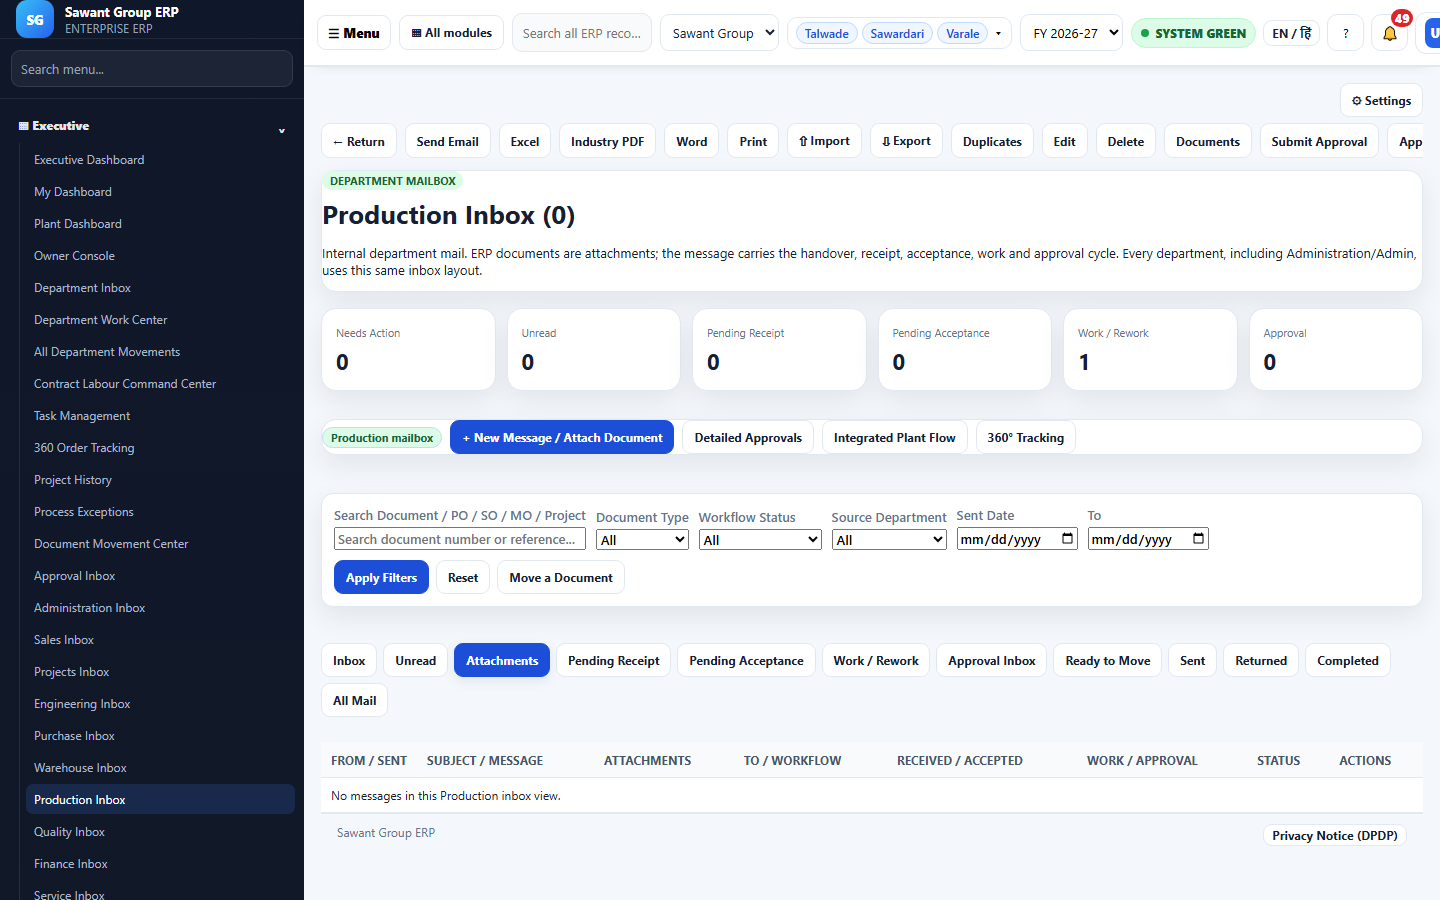 SG
Sawant Group ERP
ENTERPRISE ERP
Search menu...
Executive
Executive Dashboard
My Dashboard
Plant Dashboard
Owner Console
Department Inbox
Department Work Center
All Department Movements
Contract Labour Command Center
Task Management
360 Order Tracking
Project History
Process Exceptions
Document Movement Center
Approval Inbox
Administration Inbox
Sales Inbox
Projects Inbox
Engineering Inbox
Purchase Inbox
Warehouse Inbox
Production Inbox
Quality Inbox
Finance Inbox
Service Inbox
☰ Menu
All modules
Search all ERP reco...
Sawant Group
Talwade
Sawardari
Varale
FY 2026-27
SYSTEM GREEN
EN / हिं
?
49
U
⚙ Settings
← Return
Send Email
Excel
Industry PDF
Word
Print
⇧ Import
⇩ Export
Duplicates
Edit
Delete
Documents
Submit Approval
App
DEPARTMENT MAILBOX
Production Inbox (0)
Internal department mail. ERP documents are attachments; the message carries the handover, receipt, acceptance, work and approval cycle. Every department, including Administration/Admin,
uses this same inbox layout.
Needs Action
0
Unread
0
Pending Receipt
0
Pending Acceptance
0
Work / Rework
1
Approval
0
Production mailbox
+ New Message / Attach Document
Detailed Approvals
Integrated Plant Flow
360° Tracking
Search Document / PO / SO / MO / Project
Search document number or reference...
Document Type
All
Workflow Status
All
Source Department
All
Sent Date
mm/dd/yyyy
To
mm/dd/yyyy
Apply Filters
Reset
Move a Document
Inbox
Unread
Attachments
Pending Receipt
Pending Acceptance
Work / Rework
Approval Inbox
Ready to Move
Sent
Returned
Completed
All Mail
FROM / SENT
SUBJECT / MESSAGE
ATTACHMENTS
TO / WORKFLOW
RECEIVED / ACCEPTED
WORK / APPROVAL
STATUS
ACTIONS
No messages in this Production inbox view.
Sawant Group ERP
Privacy Notice (DPDP)